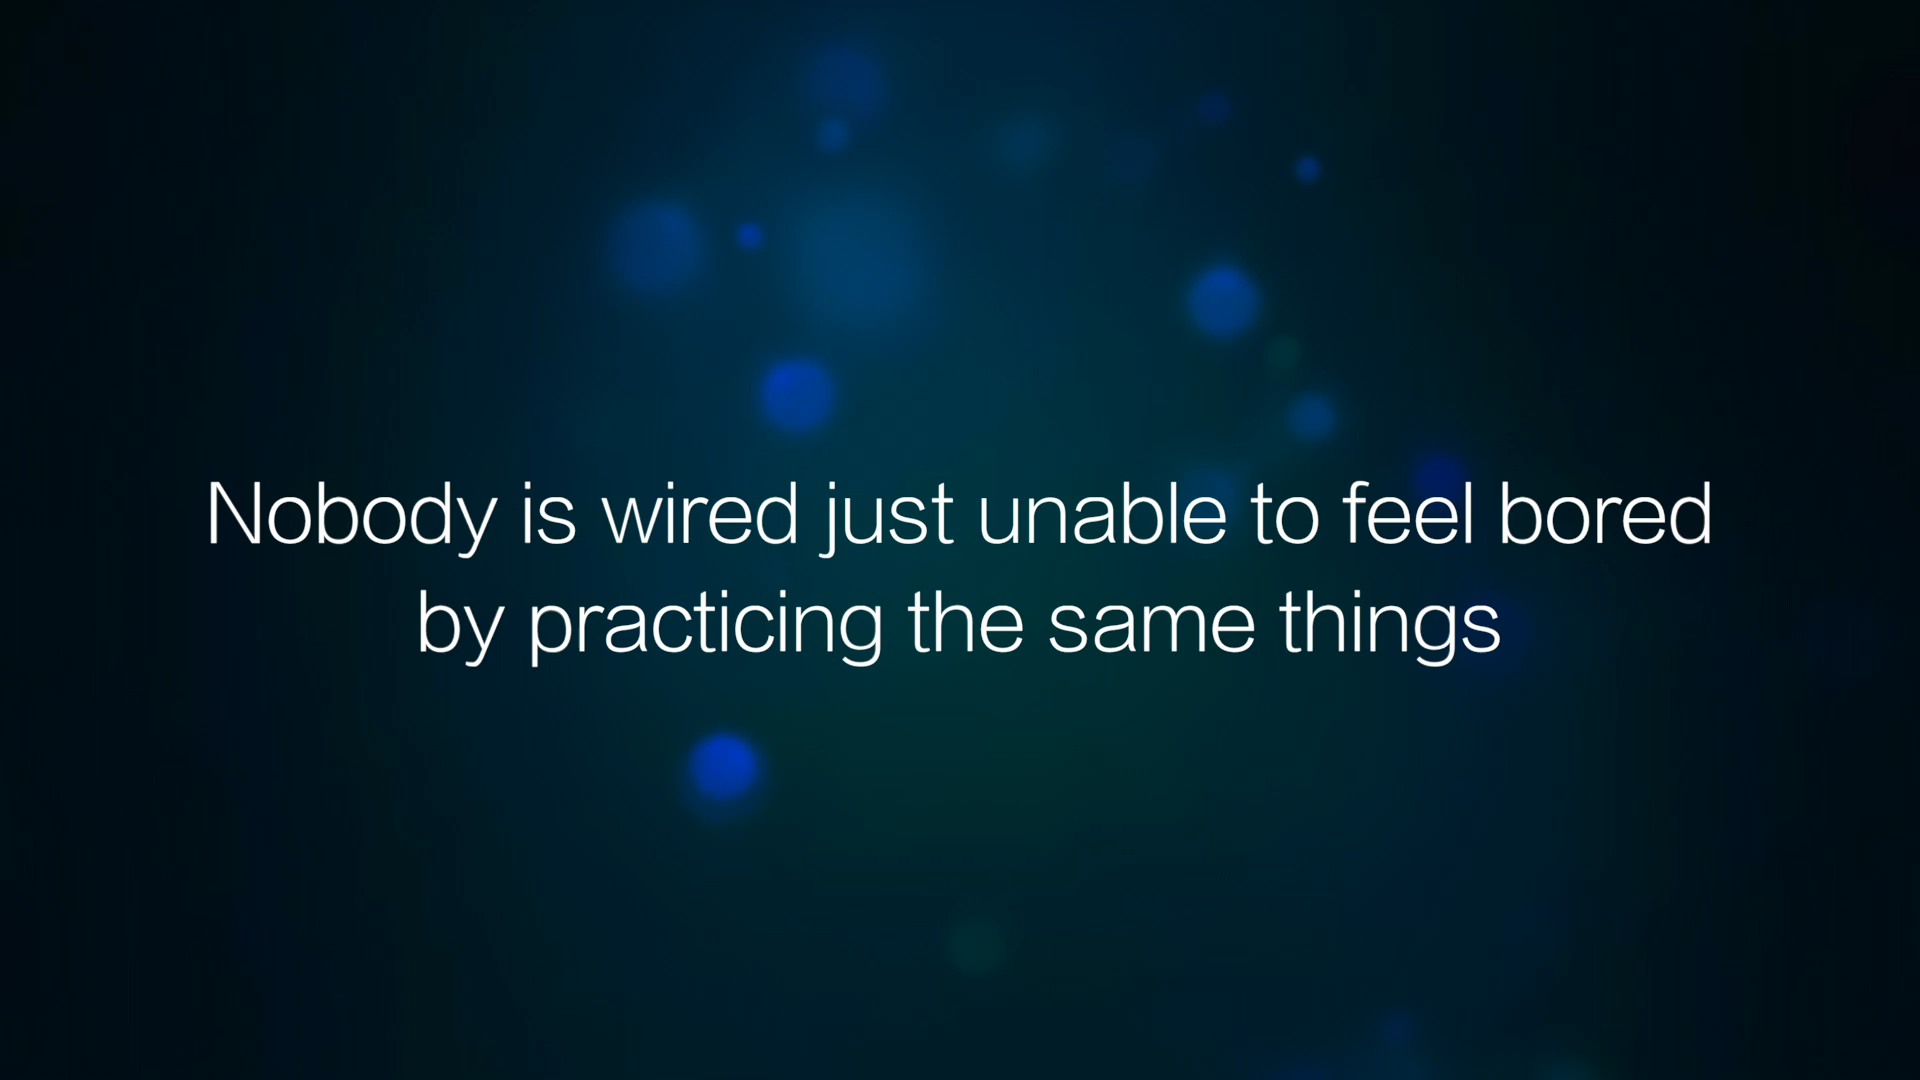 Nobody is wired just unable to feel bored
by practicing the same things